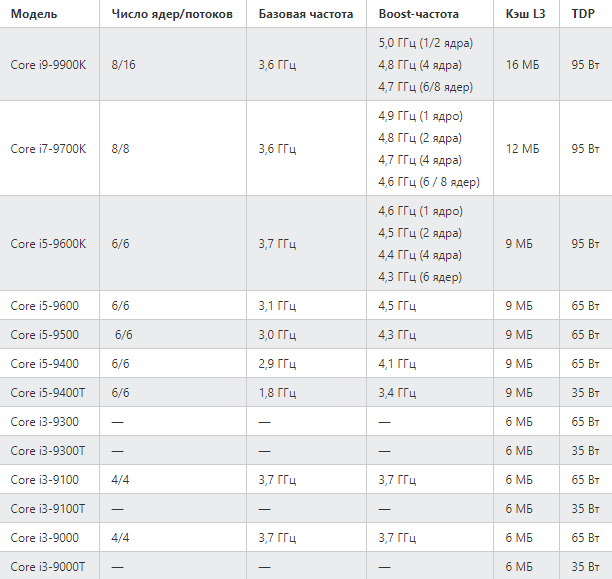 Модель Число ядер/потоков Базовая частота Boost-частота Кэш L3 TDP
Core i9-9900K 8/16 3,6 ГГц 5,0 ГГц (1/2 ядра) 16 МБ 95 Вт
4,8 ГГц (4 ядра)
4,7 ГГц (6/8 ядер)
Core i7-9700K 8/8 3,6 ГГц 4,9 ГГц (1 ядро) 12 МБ 95 Вт
4,8 ГГц (2 ядра)
4,7 ГГц (4 ядра)
4,6 ГГц (6 / 8 ядер)
Core i5-9600K 6/6 3,7 ГГц 4,6 ГГц (1 ядро) 9 МБ 95 Вт
4,5 ГГц (2 ядра)
4,4 ГГц (4 ядра)
4,3 ГГц (6 ядер)
Core i5-9600 6/6 3,1 ГГц 4,5 ГГц 9 МБ 65 Вт
Core i5-9500 6/6 3,0 ГГц 4,3 ГГц 9 МБ 65 Вт
Core i5-9400 6/6 2,9 ГГц 4,1 ГГц 9 МБ 65 Вт
Core i5-9400T 6/6 1,8 ГГц 3,4 ГГц 9 МБ 35 Вт
Core i3-9300 — — — 6 МБ 65 Вт
Core i3-9300T — — — 6 МБ 35 Вт
Core i3-9100 4/4 3,7 ГГц 3,7 ГГц 6 МБ 65 Вт
Core i3-9100T — — — 6 МБ 35 Вт
Core i3-9000 4/4 3,7 ГГц 3,7 ГГц 6 МБ 65 Вт
Core i3-9000T — — — 6 МБ 35 Вт